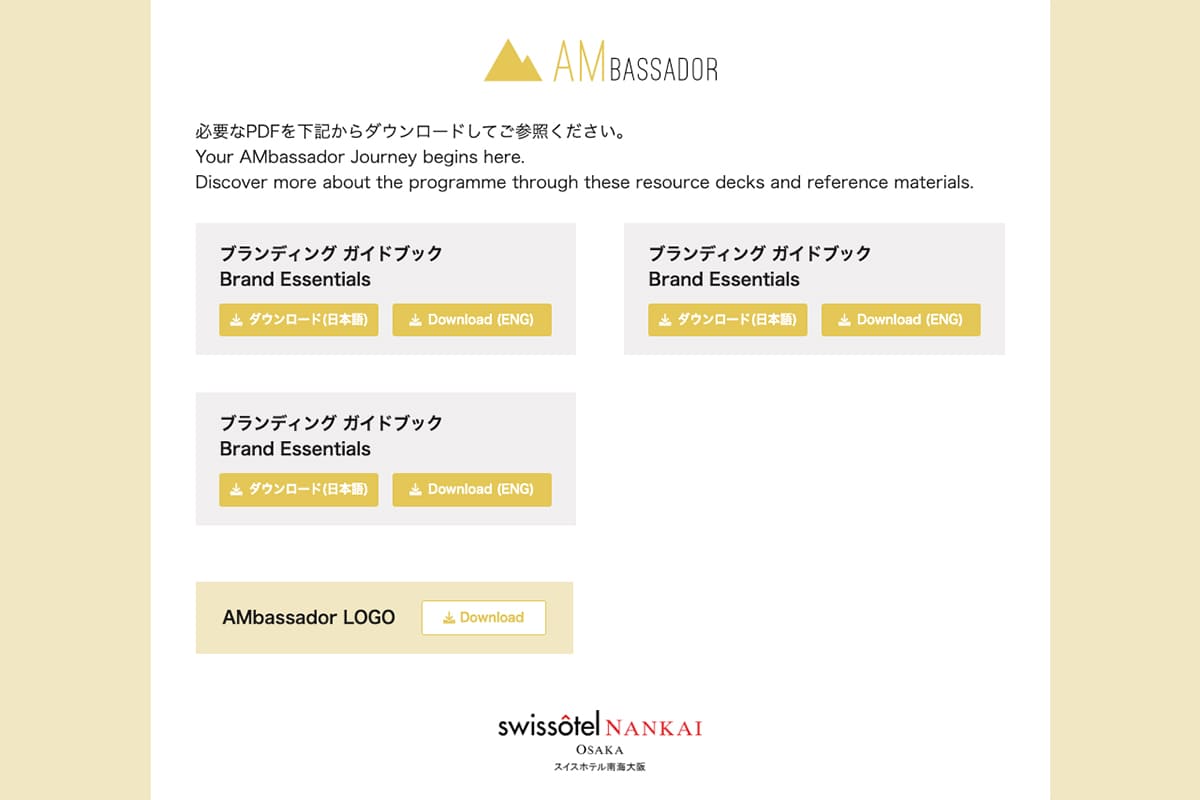 AMBASSADOR
必要なPDFを下記からダウンロードしてご参照ください。
Your AMbassador Journey begins here.
Discover more about the programme through these resource decks and reference materials.
ブランディング ガイドブック
Brand Essentials
ダウンロード(日本語) Download (ENG)
ブランディング ガイドブック
Brand Essentials
ダウンロード(日本語) Download (ENG)
ブランディング ガイドブック
Brand Essentials
ダウンロード(日本語) Download (ENG)
AMbassador LOGO Download
swissôtel NANKAI
OSAKA
スイスホテル南海大阪